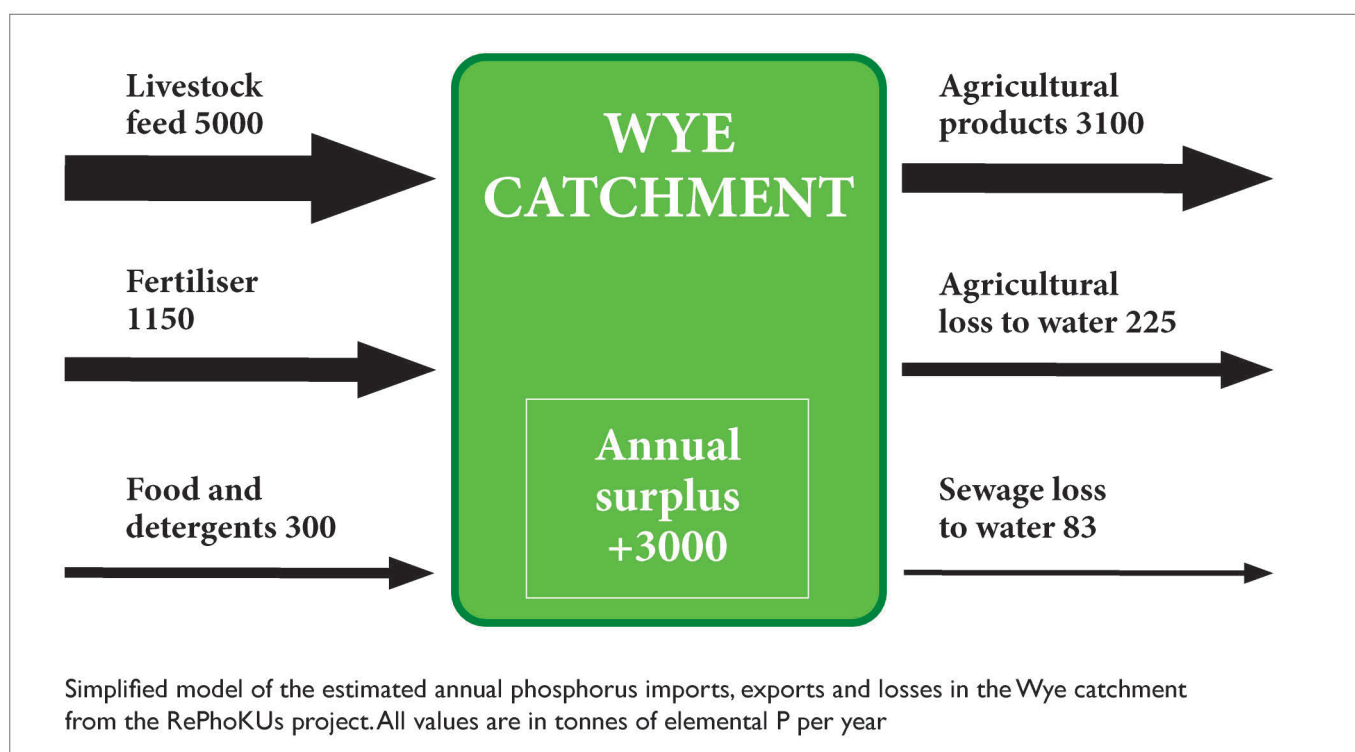 Livestock
feed 5000
Fertiliser
1150
Food and
detergents 300
WYE
CATCHMENT
Annual
surplus
+3000
Agricultural
products 3100
Agricultural
loss to water 225
Sewage loss
to water 83
Simplified model of the estimated annual phosphorus imports, exports and losses in the Wye catchment
from the RePhoKUs project. All values are in tonnes of elemental P per year